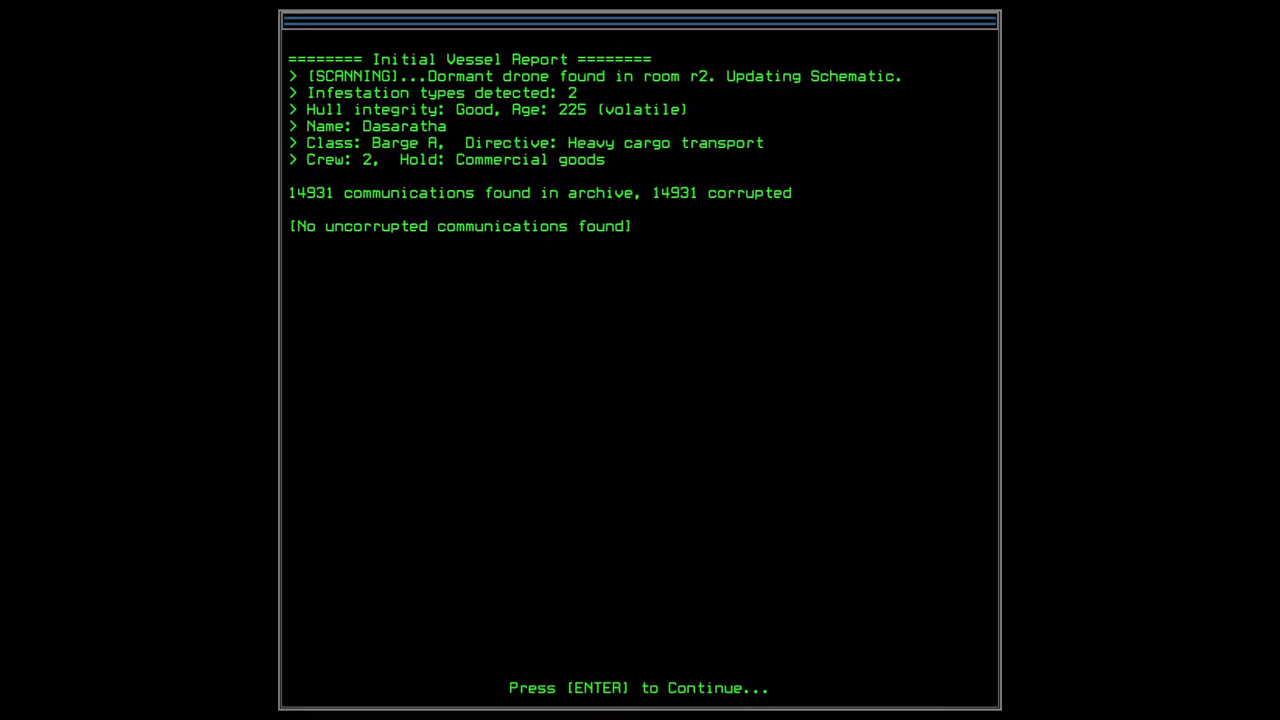 ======== Initial Vessel Report ========
> [SCANNING]...Dormant drone found in room r2. Updating Schematic.
> Infestation types detected: 2
> Hull integrity: Good, Age: 225 (volatile)
> Name: Dasaratha
> Class: Barge A,  Directive: Heavy cargo transport
> Crew: 2,  Hold: Commercial goods
14931 communications found in archive, 14931 corrupted
[No uncorrupted communications found]
Press [ENTER] to Continue...